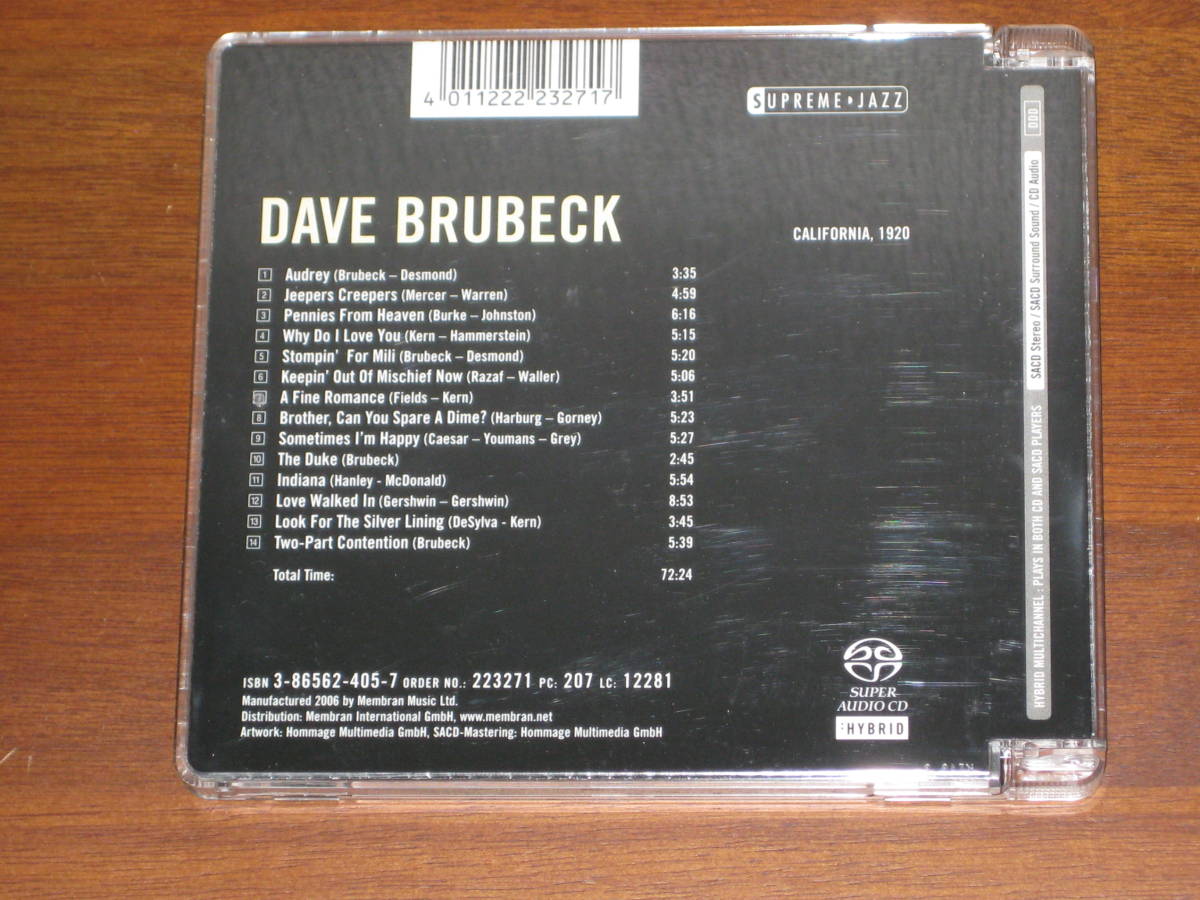 4 011222 232717
SUPREME JAZZ
DAVE BRUBECK
CALIFORNIA, 1920
1 Audrey (Brubeck – Desmond) 3:35
2 Jeepers Creepers (Mercer – Warren) 4:59
3 Pennies From Heaven (Burke – Johnston) 6:16
4 Why Do I Love You (Kern – Hammerstein) 5:15
5 Stompin' For Mili (Brubeck – Desmond) 5:20
6 Keepin' Out Of Mischief Now (Razaf – Waller) 5:06
A Fine Romance (Fields – Kern) 3:51
8 Brother, Can You Spare A Dime? (Harburg – Gorney) 5:23
9 Sometimes I'm Happy (Caesar – Youmans – Grey) 5:27
10 The Duke (Brubeck) 2:45
11 Indiana (Hanley - McDonald) 5:54
12 Love Walked In (Gershwin – Gershwin) 8:53
13 Look For The Silver Lining (DeSylva - Kern) 3:45
14 Two-Part Contention (Brubeck) 5:39
Total Time: 72:24
ISBN 3-86562-405-7 ORDER NO.: 223271 PC: 207 LC: 12281
Manufactured 2006 by Membran Music Ltd.
Distribution: Membran International GmbH, www.membran.net
Artwork: Hommage Multimedia GmbH, SACD-Mastering: Hommage Multimedia GmbH
SUPER
AUDIO CD
:HYBRID
HYBRID MULTICHANNEL : PLAYS IN BOTH CD AND SACD PLAYERS SACD Stereo / SACD Surround Sound / CD Audio DDD